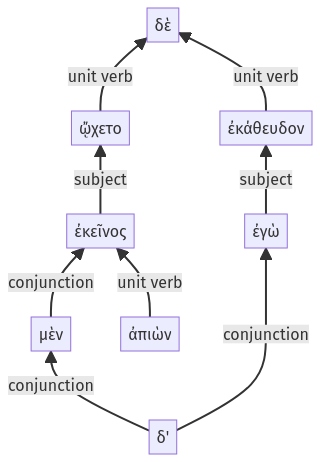 δὲ
unit verb unit verb
ᾤχετο ἐκάθευδον
subject subject
ἐκεῖνος ἐγὼ
conjunction unit verb
μὲν ἀπιὼν conjunction
conjunction
δ'